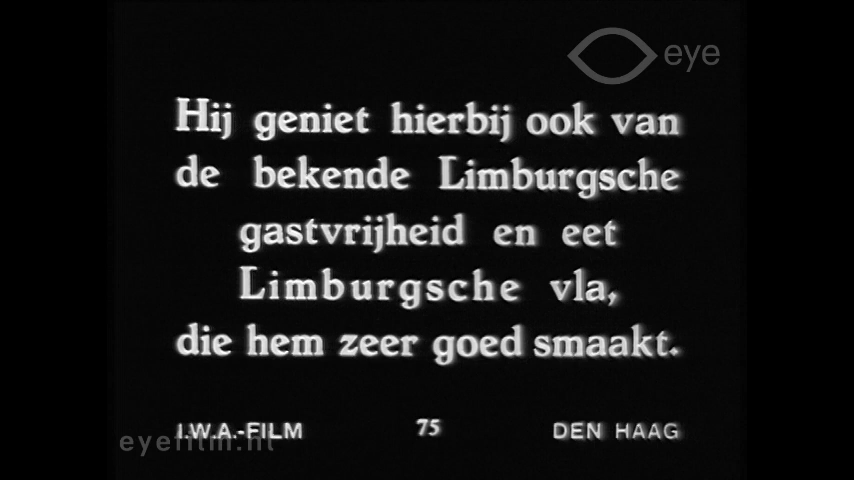 eye
Hij geniet hierbij ook van
de bekende Limburgsche
gastvrijheid en eet
Limburgsche vla,
die hem zeer goed smaakt.
I.W.A.-FILM 75 DEN HAAG
eyefilm.nl